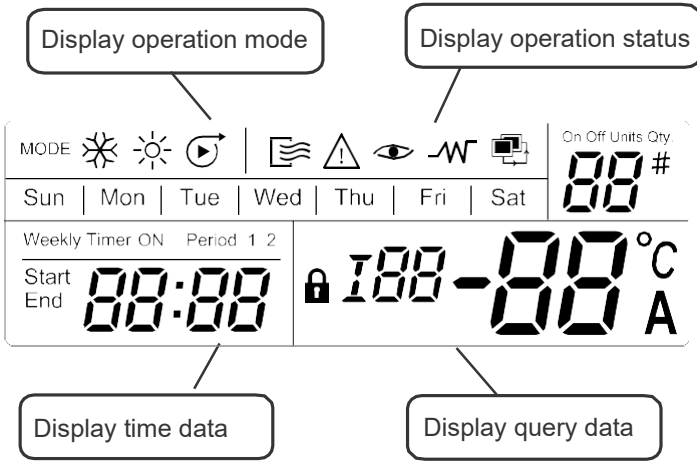 Display operation mode
Display operation status
MODE
On Off Units Qty.
88 #
Sun Mon Tue Wed Thu Fri Sat
Weekly Timer ON Period 1 2
Start
End
88:88
I88
-88
°C
A
Display time data
Display query data